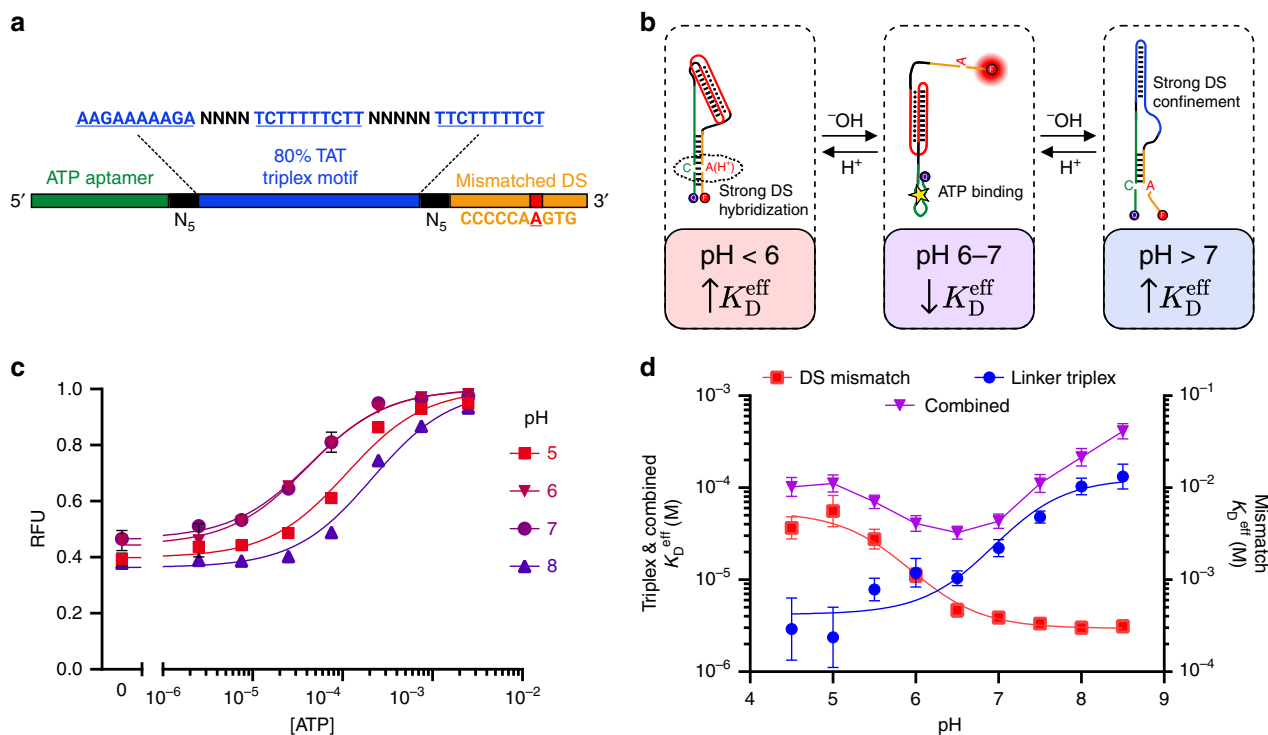 a
AAGAAAAAGA NNNN TCTTTTTCTT NNNNN TTCTTTTTCT
ATP aptamer
80% TAT
triplex motif
Mismatched DS
5′
3′
N5
N5
CCCCCAAGTG
b
C
A(H+)
Strong DS
hybridization
Q
F
pH < 6
↑KDeff
−OH
H+
A
F
Q
ATP binding
pH 6–7
↓KDeff
−OH
H+
Strong DS
confinement
C
A
Q
F
pH > 7
↑KDeff
c
RFU
1.0
0.8
0.6
0.4
0.2
0.0
0
10−6
10−5
10−4
10−3
10−2
[ATP]
pH
5
6
7
8
d
DS mismatch
Linker triplex
Combined
Triplex & combined
KDeff (M)
10−3
10−4
10−5
10−6
10−1
10−2
10−3
10−4
Mismatch
KDeff (M)
4
5
6
7
8
9
pH